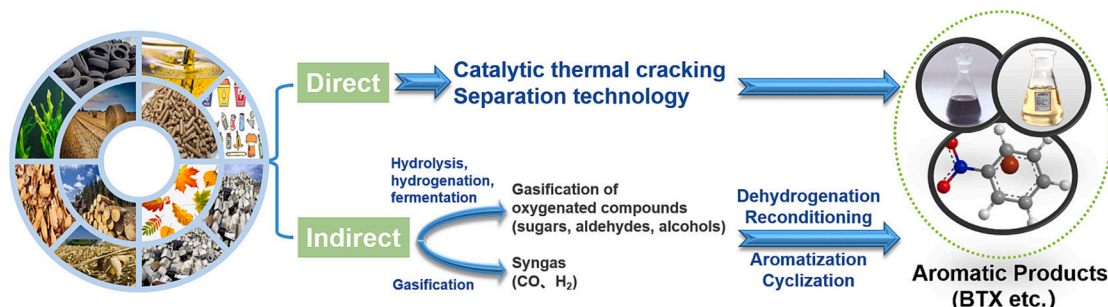 Direct
Catalytic thermal cracking
Separation technology
Hydrolysis,
hydrogenation,
fermentation
Gasification of
oxygenated compounds
(sugars, aldehydes, alcohols)
Indirect
Gasification
Syngas
(CO、H₂)
Dehydrogenation
Reconditioning
Aromatization
Cyclization
Aromatic Products
(BTX etc.)